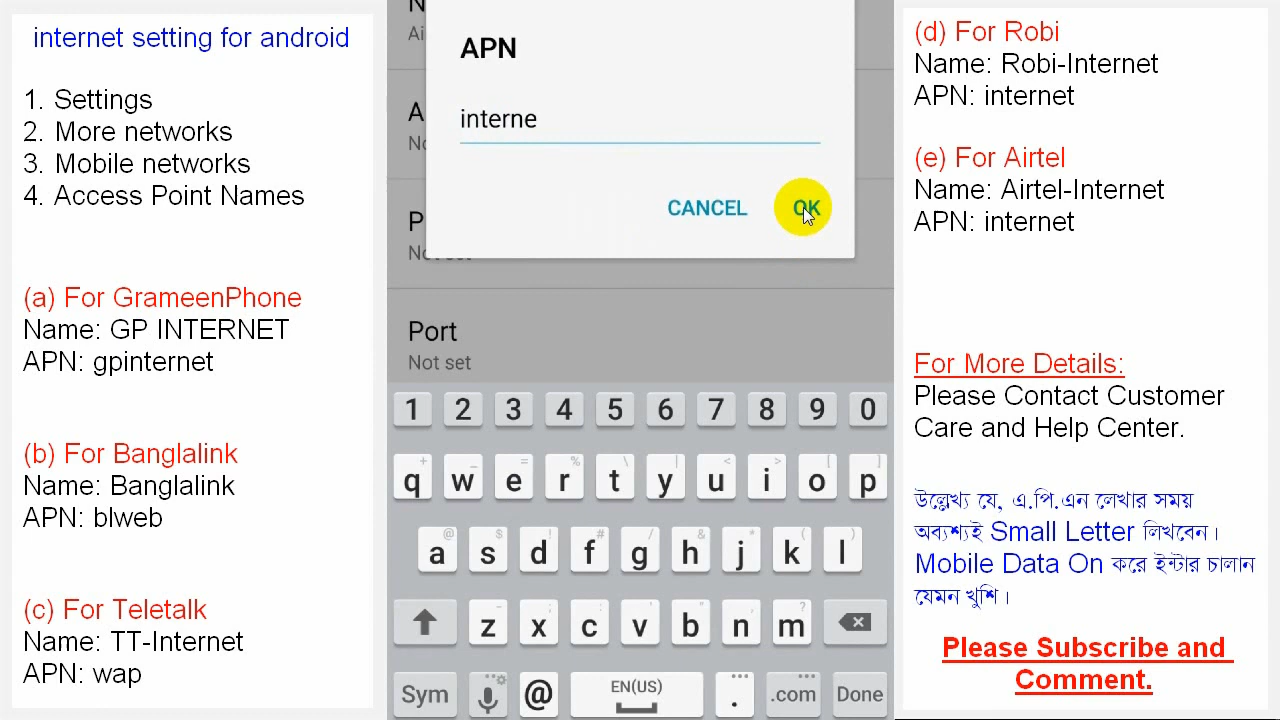 internet setting for android
1. Settings
2. More networks
3. Mobile networks
4. Access Point Names
(a) For GrameenPhone
Name: GP INTERNET
APN: gpinternet
(b) For Banglalink
Name: Banglalink
APN: blweb
(c) For Teletalk
Name: TT-Internet
APN: wap
APN
interne
CANCEL OK
Not set
Port
Not set
1 2 3 4 5 6 7 8 9 0
q w e r t y u i o p
a s d f g h j k l
z x c v b n m
Sym @ EN(US) . .com Done
(d) For Robi
Name: Robi-Internet
APN: internet
(e) For Airtel
Name: Airtel-Internet
APN: internet
For More Details:
Please Contact Customer
Care and Help Center.
উল্লেখ্য যে, এ.পি.এন লেখার সময়
অবশ্যই Small Letter লিখবেন।
Mobile Data On করে ইন্টার চালান
যেমন খুশি।
Please Subscribe and
Comment.